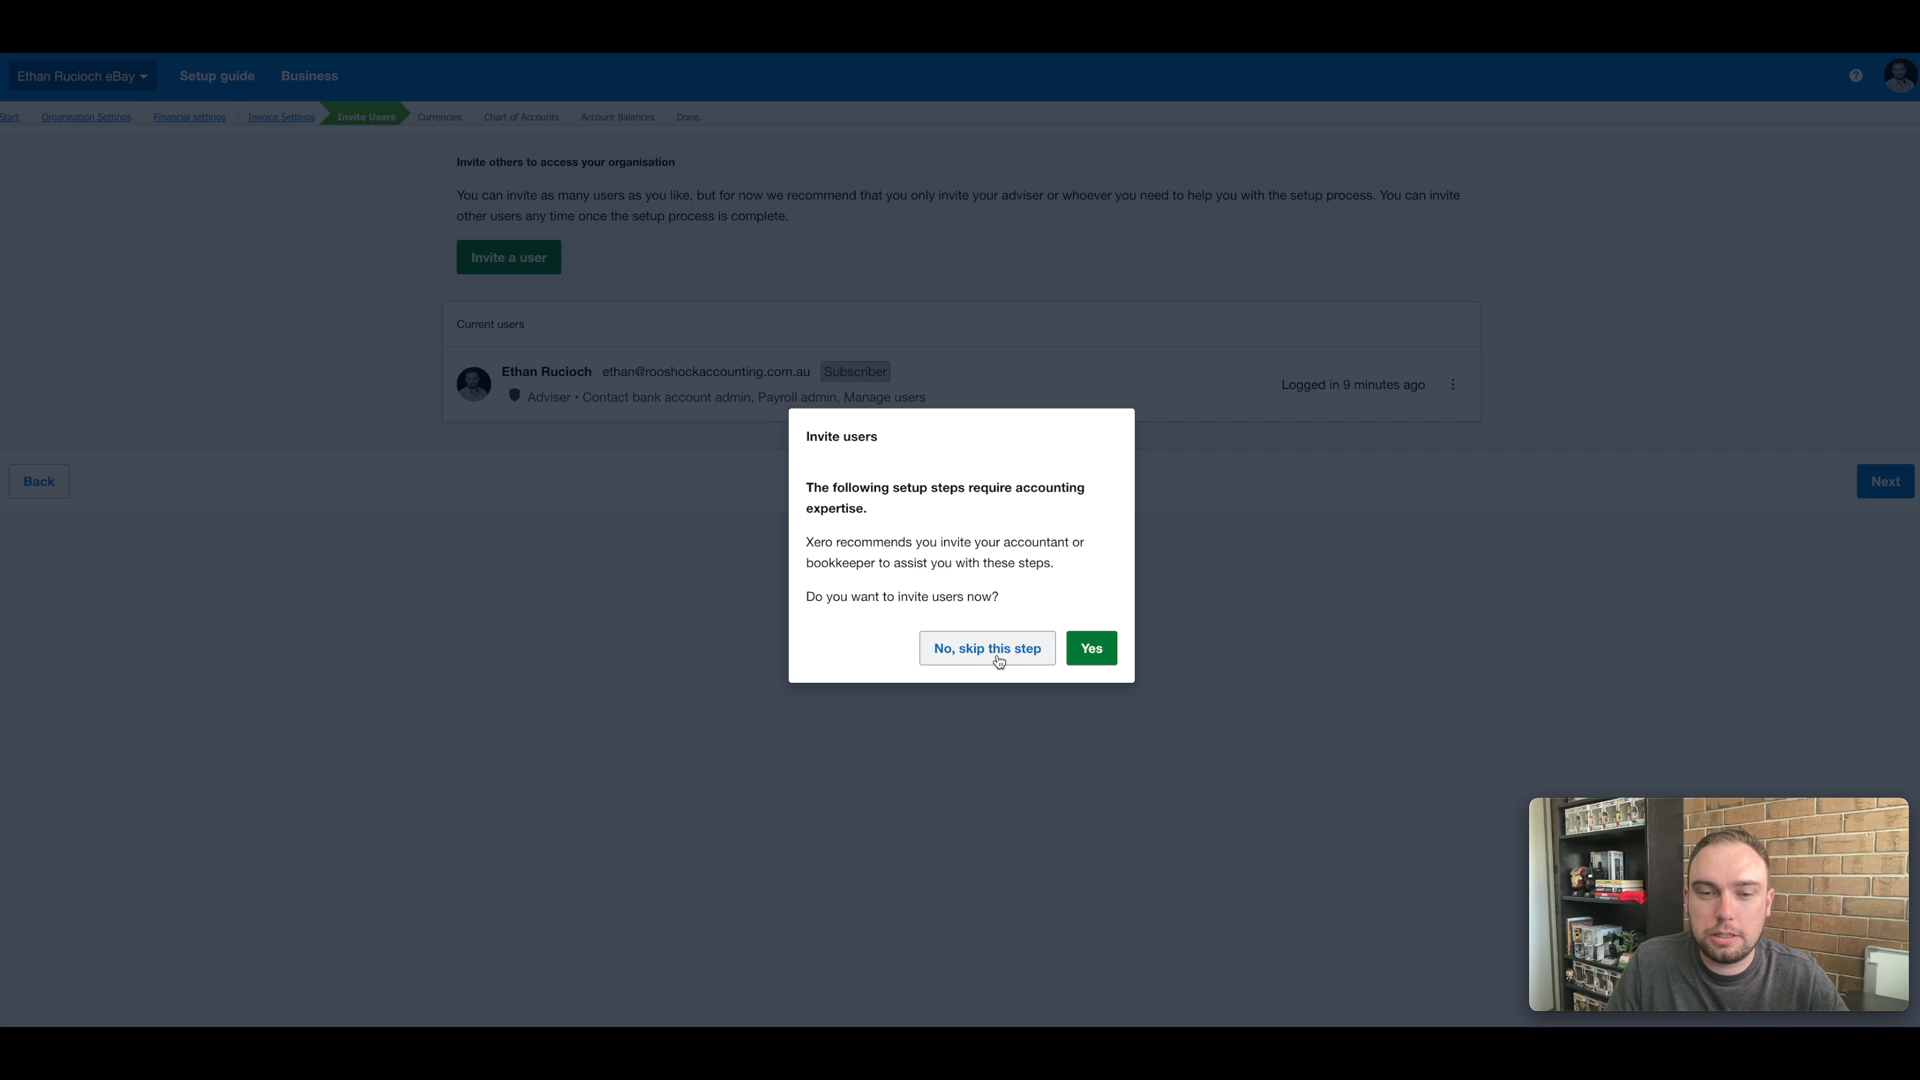 Ethan Rucioch eBay
Setup guide
Business
Start
Organisation Settings
Financial settings
Invoice Settings
Invite Users
Currencies
Chart of Accounts
Account Balances
Done.
Invite others to access your organisation
You can invite as many users as you like, but for now we recommend that you only invite your adviser or whoever you need to help you with the setup process. You can invite
other users any time once the setup process is complete.
Invite a user
Current users
Ethan Rucioch ethan@rooshockaccounting.com.au Subscriber
Adviser • Contact bank account admin, Payroll admin, Manage users
Logged in 9 minutes ago
Invite users
The following setup steps require accounting
expertise.
Xero recommends you invite your accountant or
bookkeeper to assist you with these steps.
Do you want to invite users now?
No, skip this step
Yes
Back
Next